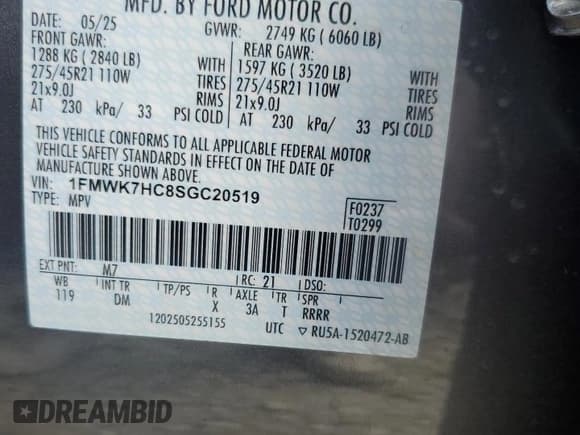 MFD. BY FORD MOTOR CO.
DATE: 05/25 GVWR: 2749 KG ( 6060 LB)
FRONT GAWR: REAR GAWR:
1288 KG ( 2840 LB) WITH 1597 KG ( 3520 LB) WITH
275/45R21 110W TIRES 275/45R21 110W TIRES
21x9.0J RIMS 21x9.0J RIMS
AT 230 kPa/ 33 PSI COLD AT 230 kPa/ 33 PSI COLD
THIS VEHICLE CONFORMS TO ALL APPLICABLE FEDERAL MOTOR
VEHICLE SAFETY STANDARDS IN EFFECT ON THE DATE OF
MANUFACTURE SHOWN ABOVE.
VIN: 1FMWK7HC8SGC20519
TYPE: MPV
F0237
T0299
EXT PNT: M7 RC: 21 DSO:
WB INT TR TP/PS R AXLE TR SPR
119 DM X 3A T RRRR
1202505255155 UTC ▽ RU5A-1520472-AB
DREAMBID